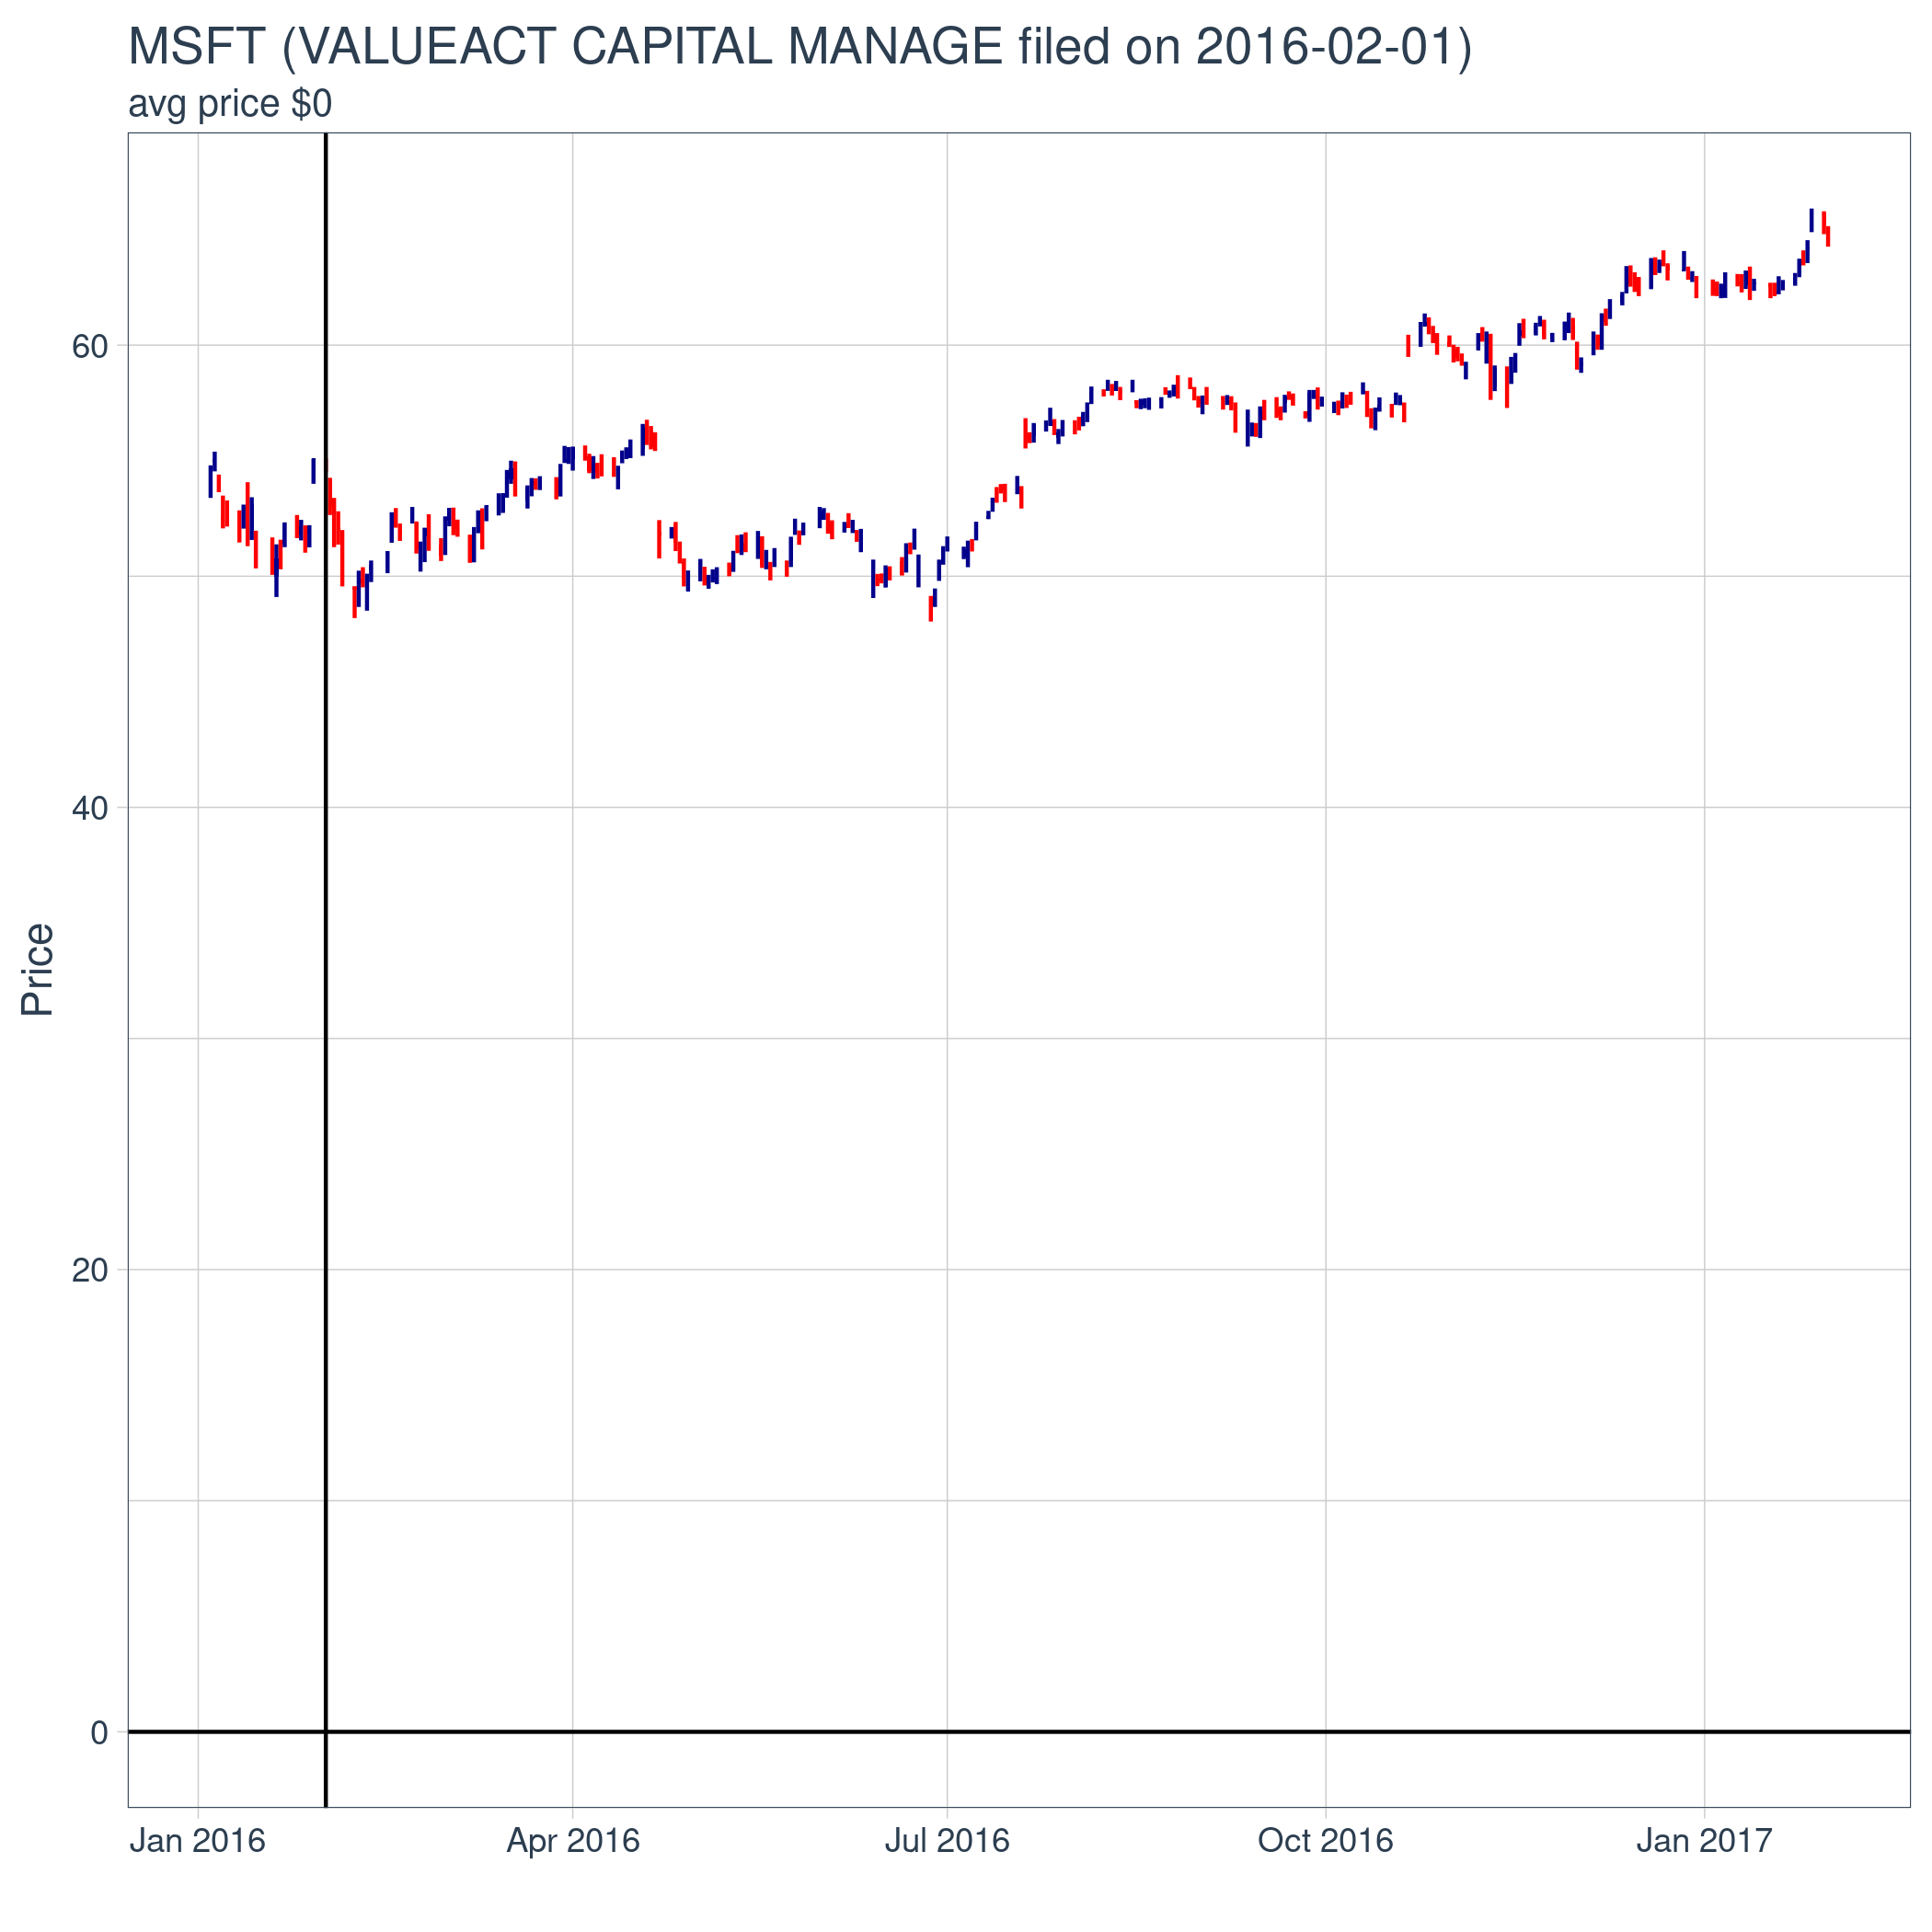 MSFT (VALUEACT CAPITAL MANAGE filed on 2016-02-01)
avg price $0
60
40
20
0
Price
Jan 2016
Apr 2016
Jul 2016
Oct 2016
Jan 2017